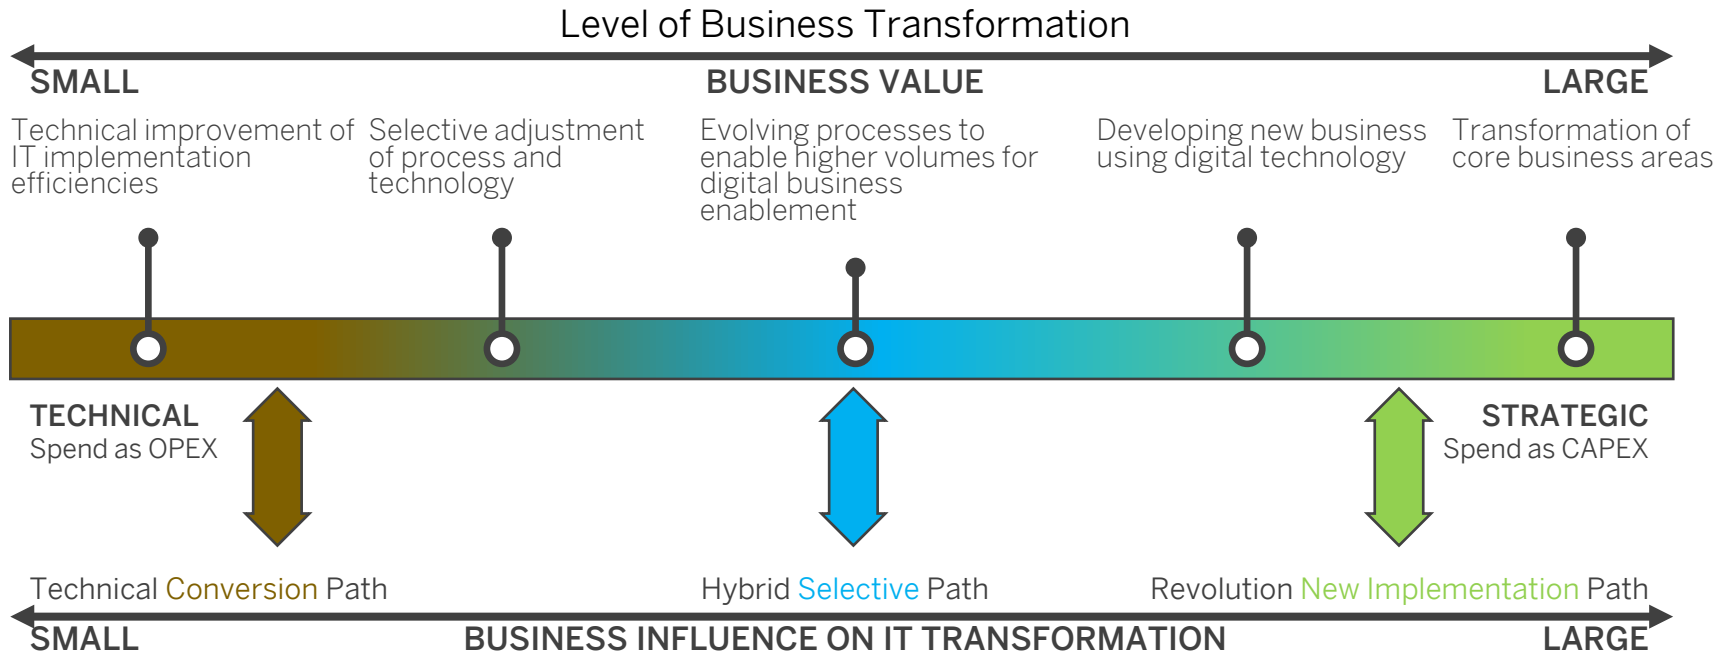 Level of Business Transformation
SMALL
BUSINESS VALUE
LARGE
Technical improvement of
IT implementation
efficiencies
Selective adjustment
of process and
technology
Evolving processes to
enable higher volumes for
digital business
enablement
Developing new business
using digital technology
Transformation of
core business areas
TECHNICAL
Spend as OPEX
STRATEGIC
Spend as CAPEX
Technical Conversion Path
Hybrid Selective Path
Revolution New Implementation Path
SMALL
BUSINESS INFLUENCE ON IT TRANSFORMATION
LARGE